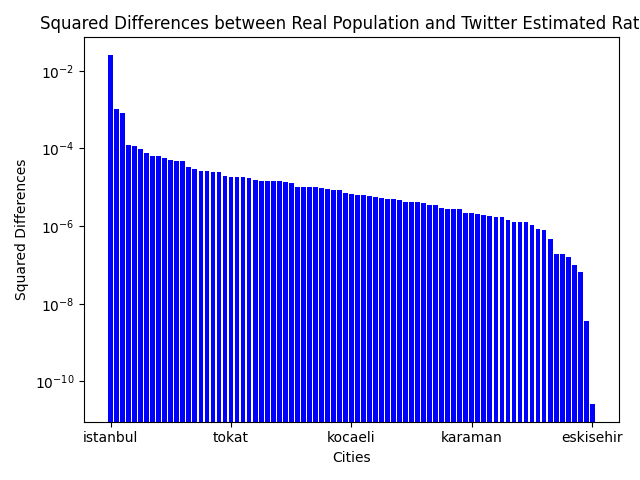 Squared Differences between Real Population and Twitter Estimated Rat
10^-2
10^-4
10^-6
10^-8
10^-10
Squared Differences
istanbul tokat kocaeli karaman eskisehir
Cities